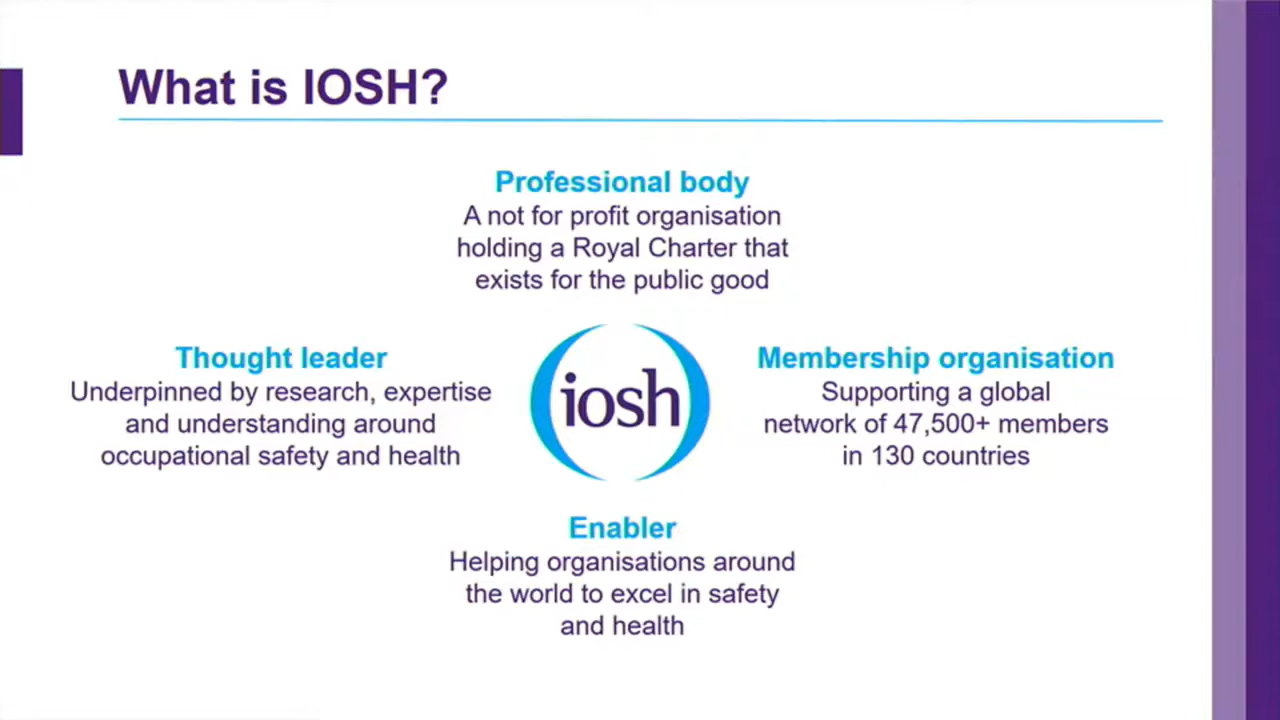 What is IOSH?
Professional body
A not for profit organisation
holding a Royal Charter that
exists for the public good
Thought leader
Underpinned by research, expertise
and understanding around
occupational safety and health
iosh
Membership organisation
Supporting a global
network of 47,500+ members
in 130 countries
Enabler
Helping organisations around
the world to excel in safety
and health